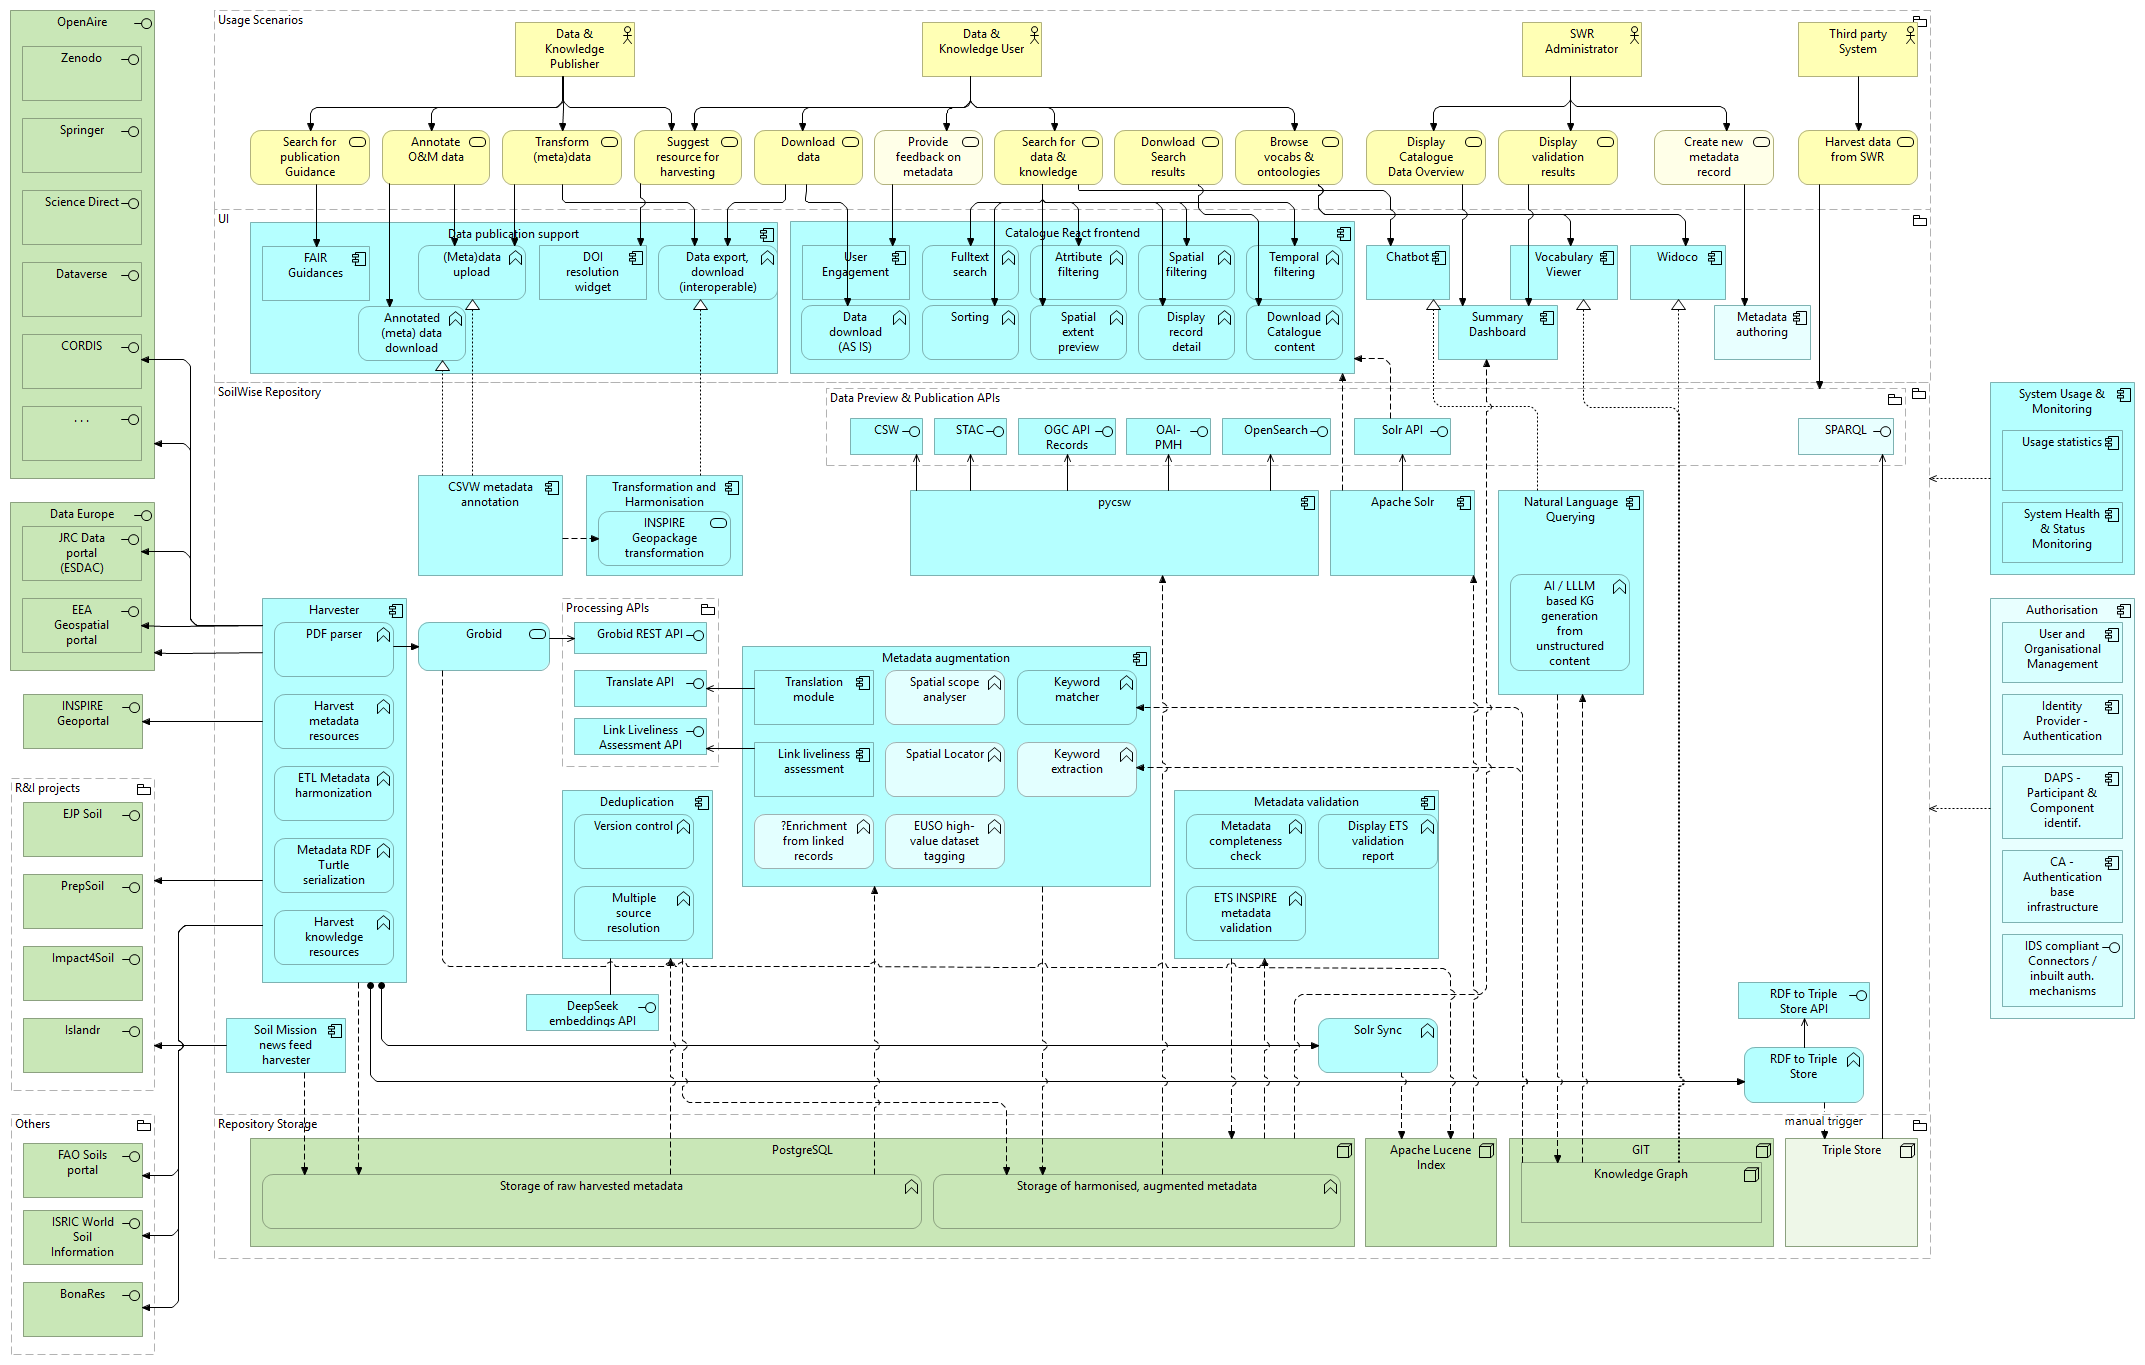 OpenAire
Zenodo
Springer
Science Direct
Dataverse
CORDIS
. . .
Data Europe
JRC Data
portal
(ESDAC)
EEA
Geospatial
portal
INSPIRE
Geoportal
R&I projects
EJP Soil
PrepSoil
Impact4Soil
Islandr
Others
FAO Soils
portal
ISRIC World
Soil
Information
BonaRes
Usage Scenarios
Data &
Knowledge
Publisher
Data &
Knowledge User
SWR
Administrator
Third party
System
Search for
publication
Guidance
Annotate
O&M data
Transform
(meta)data
Suggest
resource for
harvesting
Download
data
Provide
feedback on
metadata
Search for
data &
knowledge
Donwload
Search
results
Browse
vocabs &
ontoologies
Display
Catalogue
Data Overview
Display
validation
results
Create new
metadata
record
Harvest data
from SWR
UI
Data publication support
FAIR
Guidances
(Meta)data
upload
DOI
resolution
widget
Data export,
download
(interoperable)
Annotated
(meta) data
download
Catalogue React frontend
User
Engagement
Fulltext
search
Atrtibute
filtering
Spatial
filtering
Temporal
filtering
Data
download
(AS IS)
Sorting
Spatial
extent
preview
Display
record
detail
Download
Catalogue
content
Chatbot
Vocabulary
Viewer
Widoco
Summary
Dashboard
Metadata
authoring
SoilWise Repository
Data Preview & Publication APIs
CSW
STAC
OGC API
Records
OAI-
PMH
OpenSearch
Solr API
SPARQL
CSVW metadata
annotation
Transformation and
Harmonisation
INSPIRE
Geopackage
transformation
pycsw
Apache Solr
Natural Language
Querying
AI / LLLM
based KG
generation
from
unstructured
content
Harvester
PDF parser
Harvest
metadata
resources
ETL Metadata
harmonization
Metadata RDF
Turtle
serialization
Harvest
knowledge
resources
Grobid
Processing APIs
Grobid REST API
Translate API
Link Liveliness
Assessment API
Metadata augmentation
Translation
module
Spatial scope
analyser
Keyword
matcher
Link liveliness
assessment
Spatial Locator
Keyword
extraction
?Enrichment
from linked
records
EUSO high-
value dataset
tagging
Deduplication
Version control
Multiple
source
resolution
DeepSeek
embeddings API
Metadata validation
Metadata
completeness
check
Display ETS
validation
report
ETS INSPIRE
metadata
validation
Soil Mission
news feed
harvester
Solr Sync
RDF to Triple
Store API
RDF to Triple
Store
manual trigger
Repository Storage
PostgreSQL
Storage of raw harvested metadata
Storage of harmonised, augmented metadata
Apache Lucene
Index
GIT
Knowledge Graph
Triple Store
System Usage &
Monitoring
Usage statistics
System Health
& Status
Monitoring
Authorisation
User and
Organisational
Management
Identity
Provider -
Authentication
DAPS -
Participant &
Component
identif.
CA -
Authentication
base
infrastructure
IDS compliant
Connectors /
inbuilt auth.
mechanisms